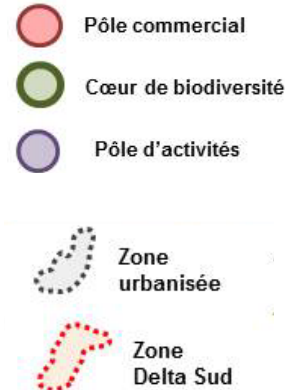 Pôle commercial
Cœur de biodiversité
Pôle d'activités
Zone
urbanisée
Zone
Delta Sud